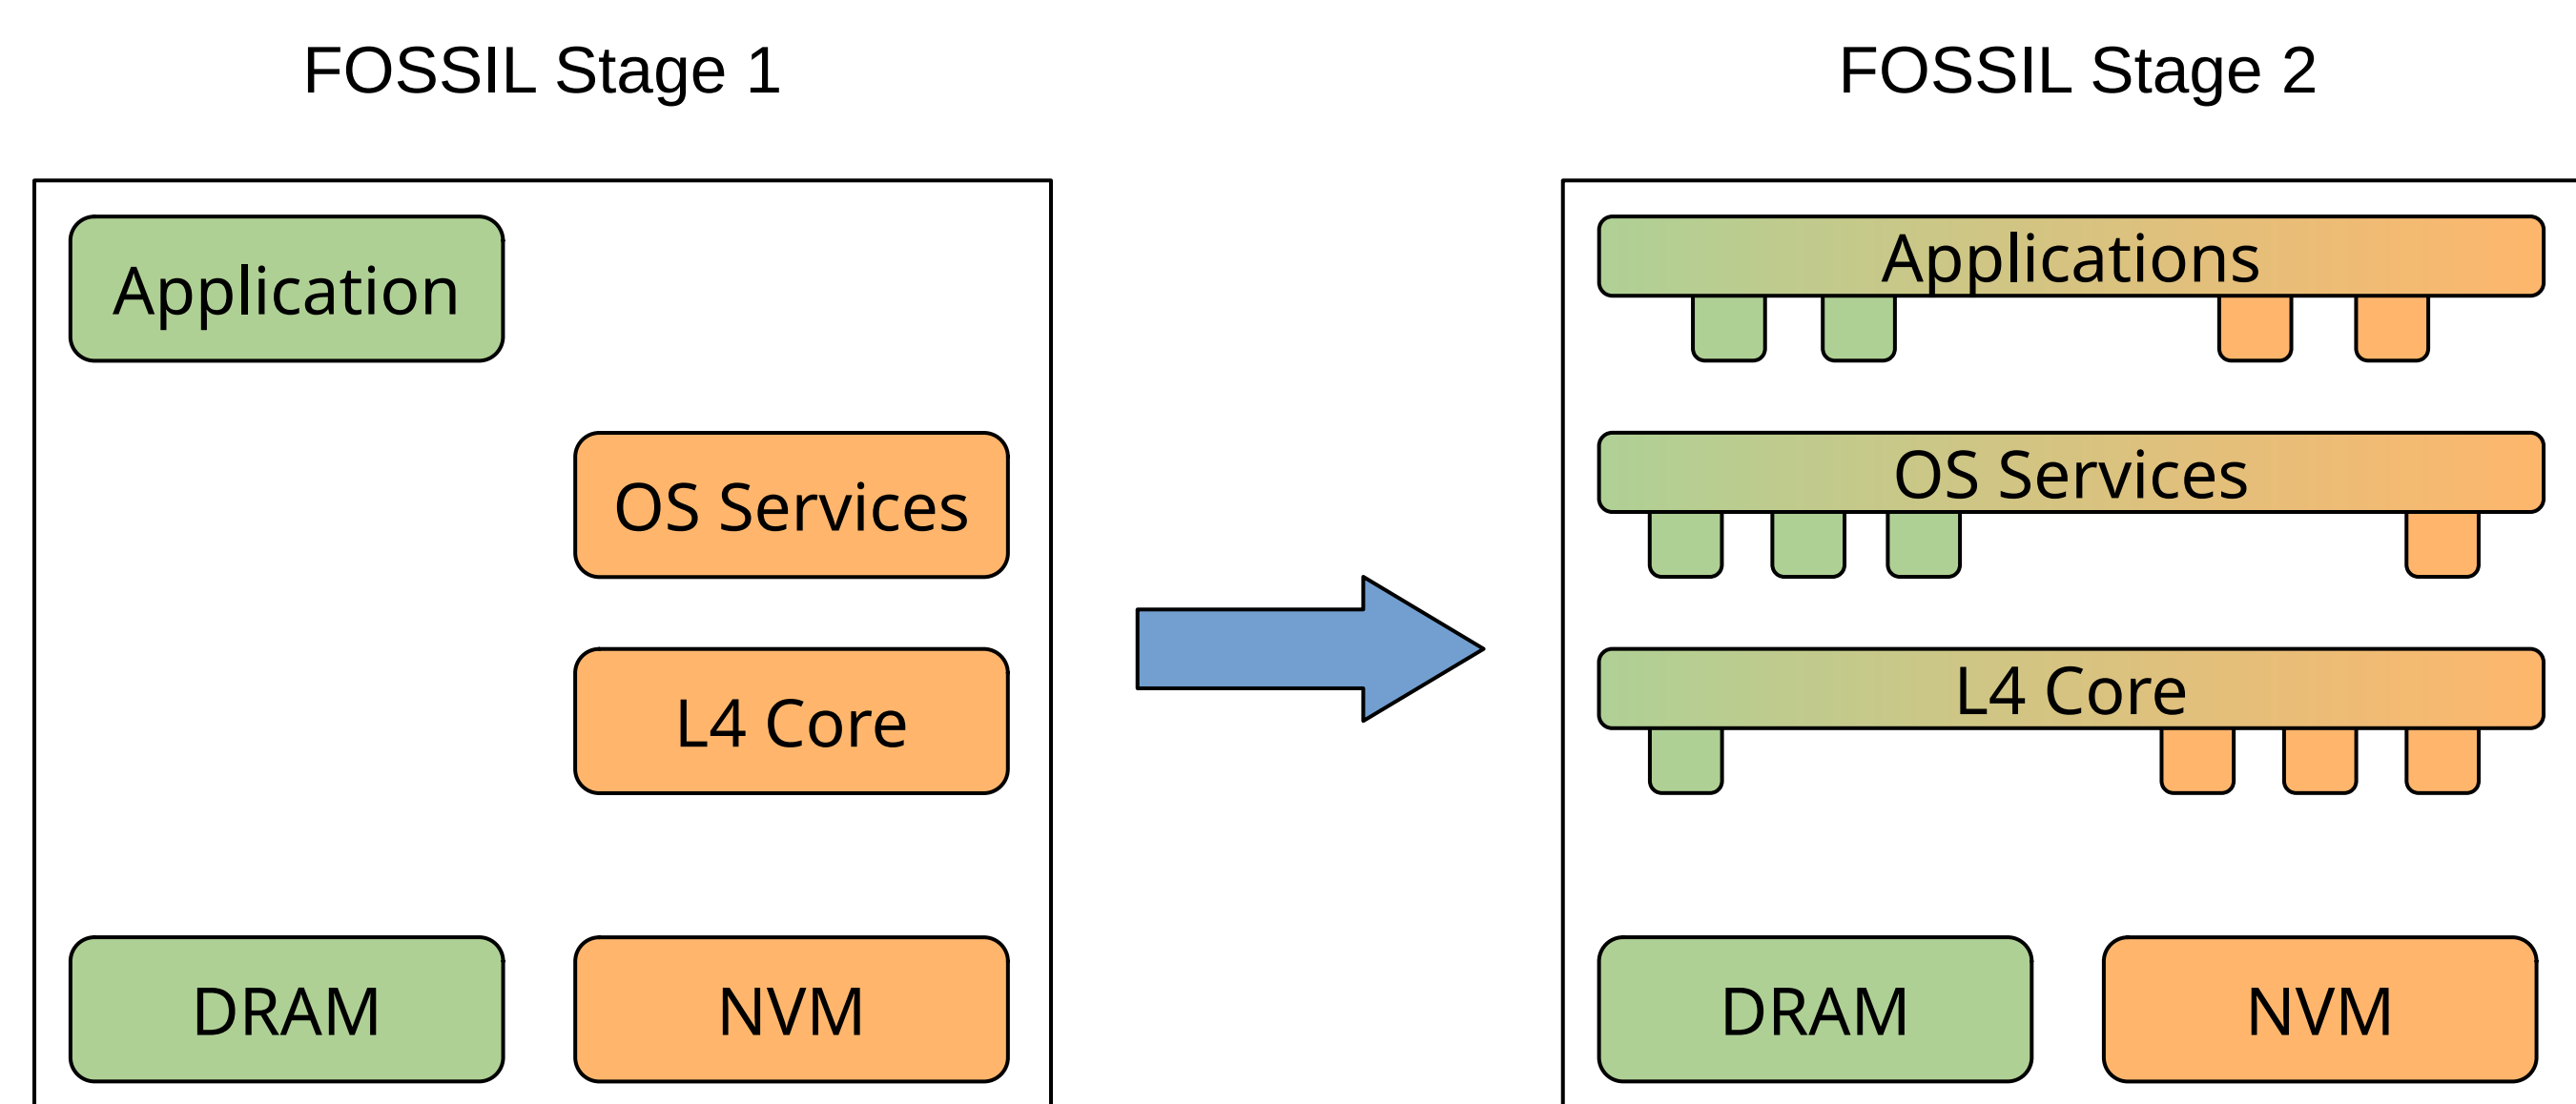 FOSSIL Stage 1
Application
OS Services
L4 Core
DRAM
NVM
FOSSIL Stage 2
Applications
OS Services
L4 Core
DRAM
NVM